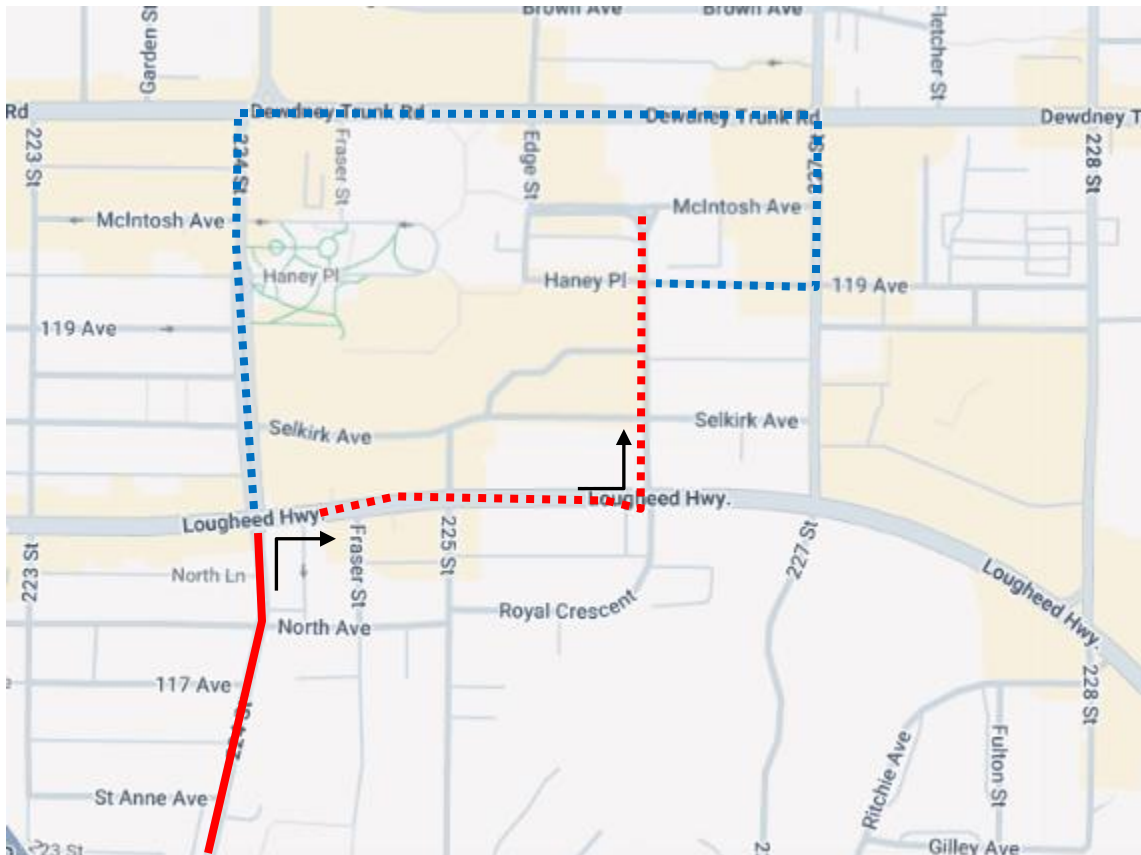 Garden St
Brown Ave
Brown Ave
Fletcher St
Rd
Dewdney Trunk Rd
Dewdney Trunk Rd
Dewdney T
223 St
224 St
Fraser St
Edge St
227 St
228 St
McIntosh Ave
McIntosh Ave
Haney Pl
Haney Pl
119 Ave
119 Ave
Selkirk Ave
Selkirk Ave
Lougheed Hwy.
Lougheed Hwy.
223 St
North Ln
Fraser St
225 St
227 St
Lougheed Hwy.
Royal Crescent
North Ave
117 Ave
224 St
228 St
Ritchie Ave
Fulton St
St Anne Ave
223 St
Gilley Ave